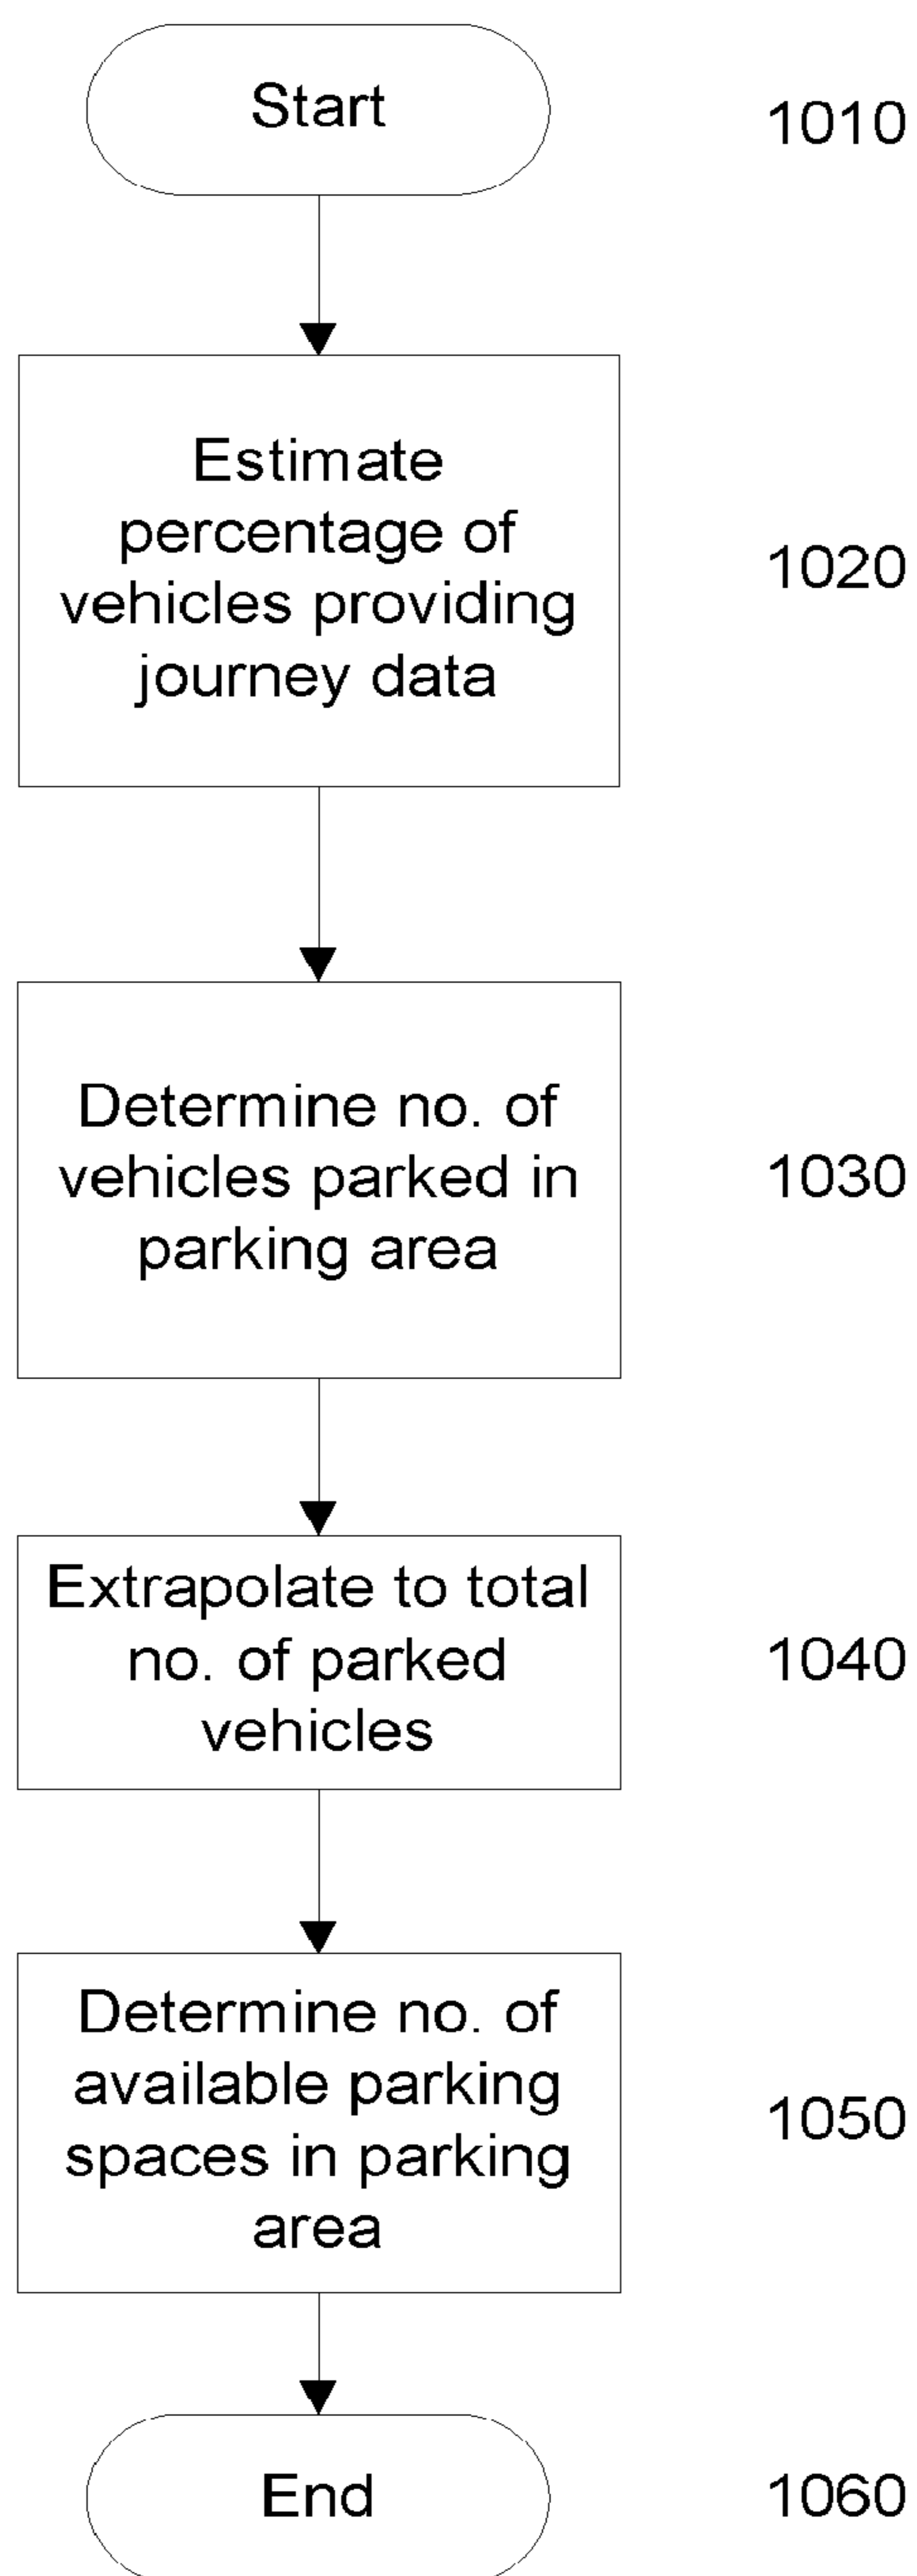 Start
1010
Estimate
percentage of
vehicles providing
journey data
1020
Determine no. of
vehicles parked in
parking area
1030
Extrapolate to total
no. of parked
vehicles
1040
Determine no. of
available parking
spaces in parking
area
1050
End
1060